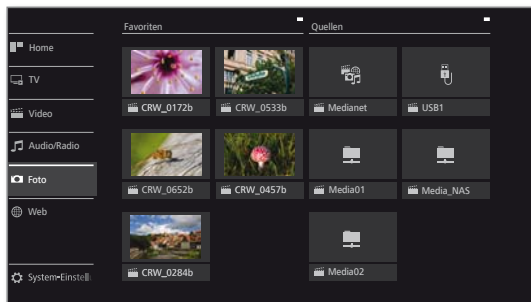 Favoriten
Quellen
Home
TV
Video
Audio/Radio
Foto
Web
System-Einstell
CRW_0172b
CRW_0533b
Medianet
USB1
CRW_0652b
CRW_0457b
Media01
Media_NAS
CRW_0284b
Media02